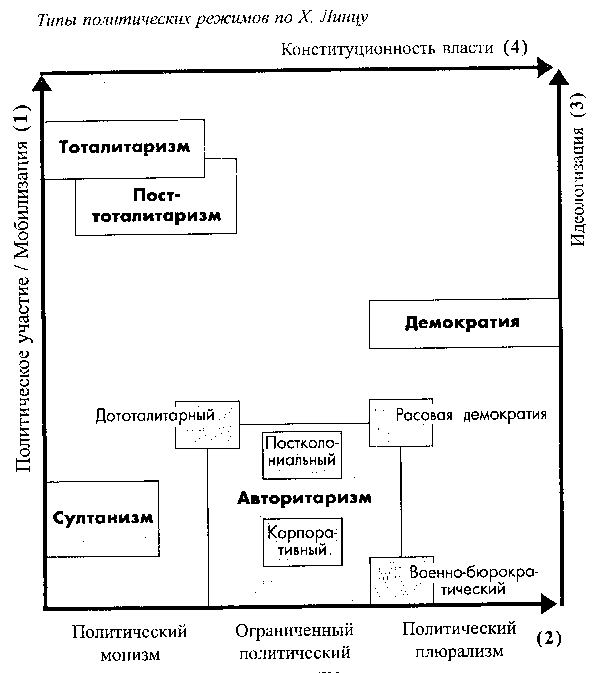 Типы политических режимов по Х. Линцу
Конституционность власти (4)
Политическое участие / Мобилизация (1)
Идеологизация (3)
Тоталитаризм
Пост-
тоталитаризм
Демократия
Дототалитарный
Расовая демократия
Постколо-
ниальный
Авторитаризм
Султанизм
Корпора-
тивный
Военно-бюрокра-
тический
Политический
монизм
Ограниченный
политический
Политический
плюрализм
(2)